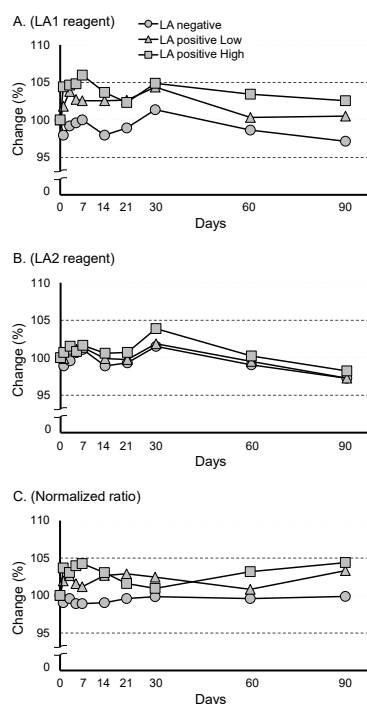 A. (LA1 reagent)
LA negative
LA positive Low
LA positive High
Change (%)
110
105
100
95
0
0 7 14 21 30 60 90
Days
B. (LA2 reagent)
Change (%)
110
105
100
95
0
0 7 14 21 30 60 90
Days
C. (Normalized ratio)
Change (%)
110
105
100
95
0
0 7 14 21 30 60 90
Days